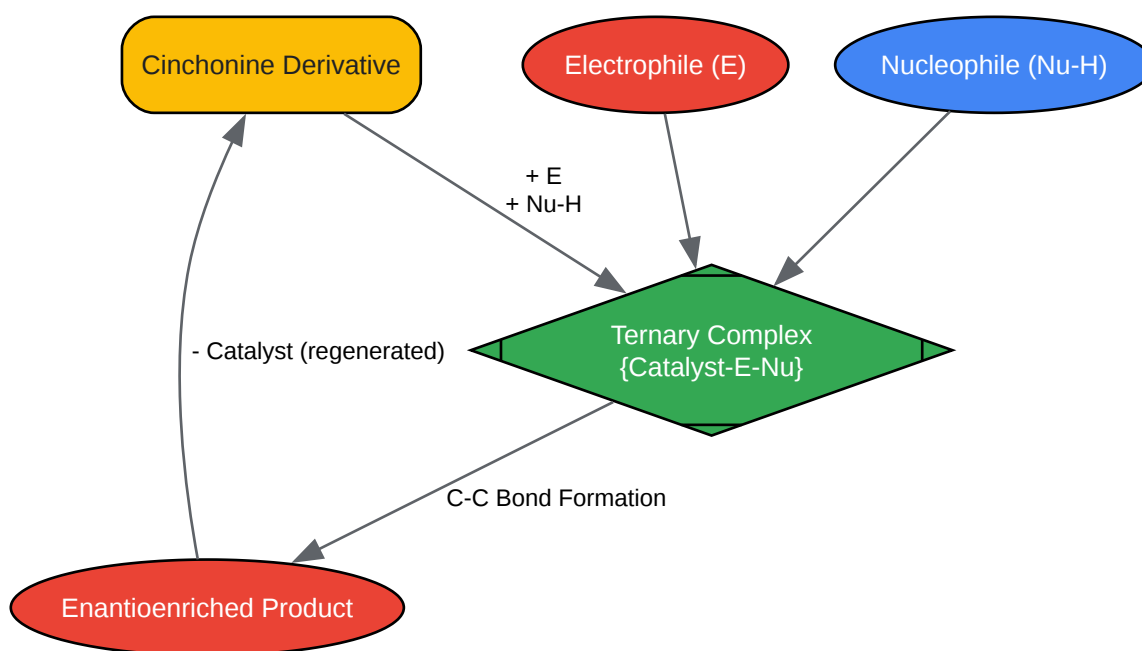 Cinchonine Derivative
Electrophile (E)
Nucleophile (Nu-H)
+ E
+ Nu-H
Ternary Complex
{Catalyst-E-Nu}
- Catalyst (regenerated)
C-C Bond Formation
Enantioenriched Product